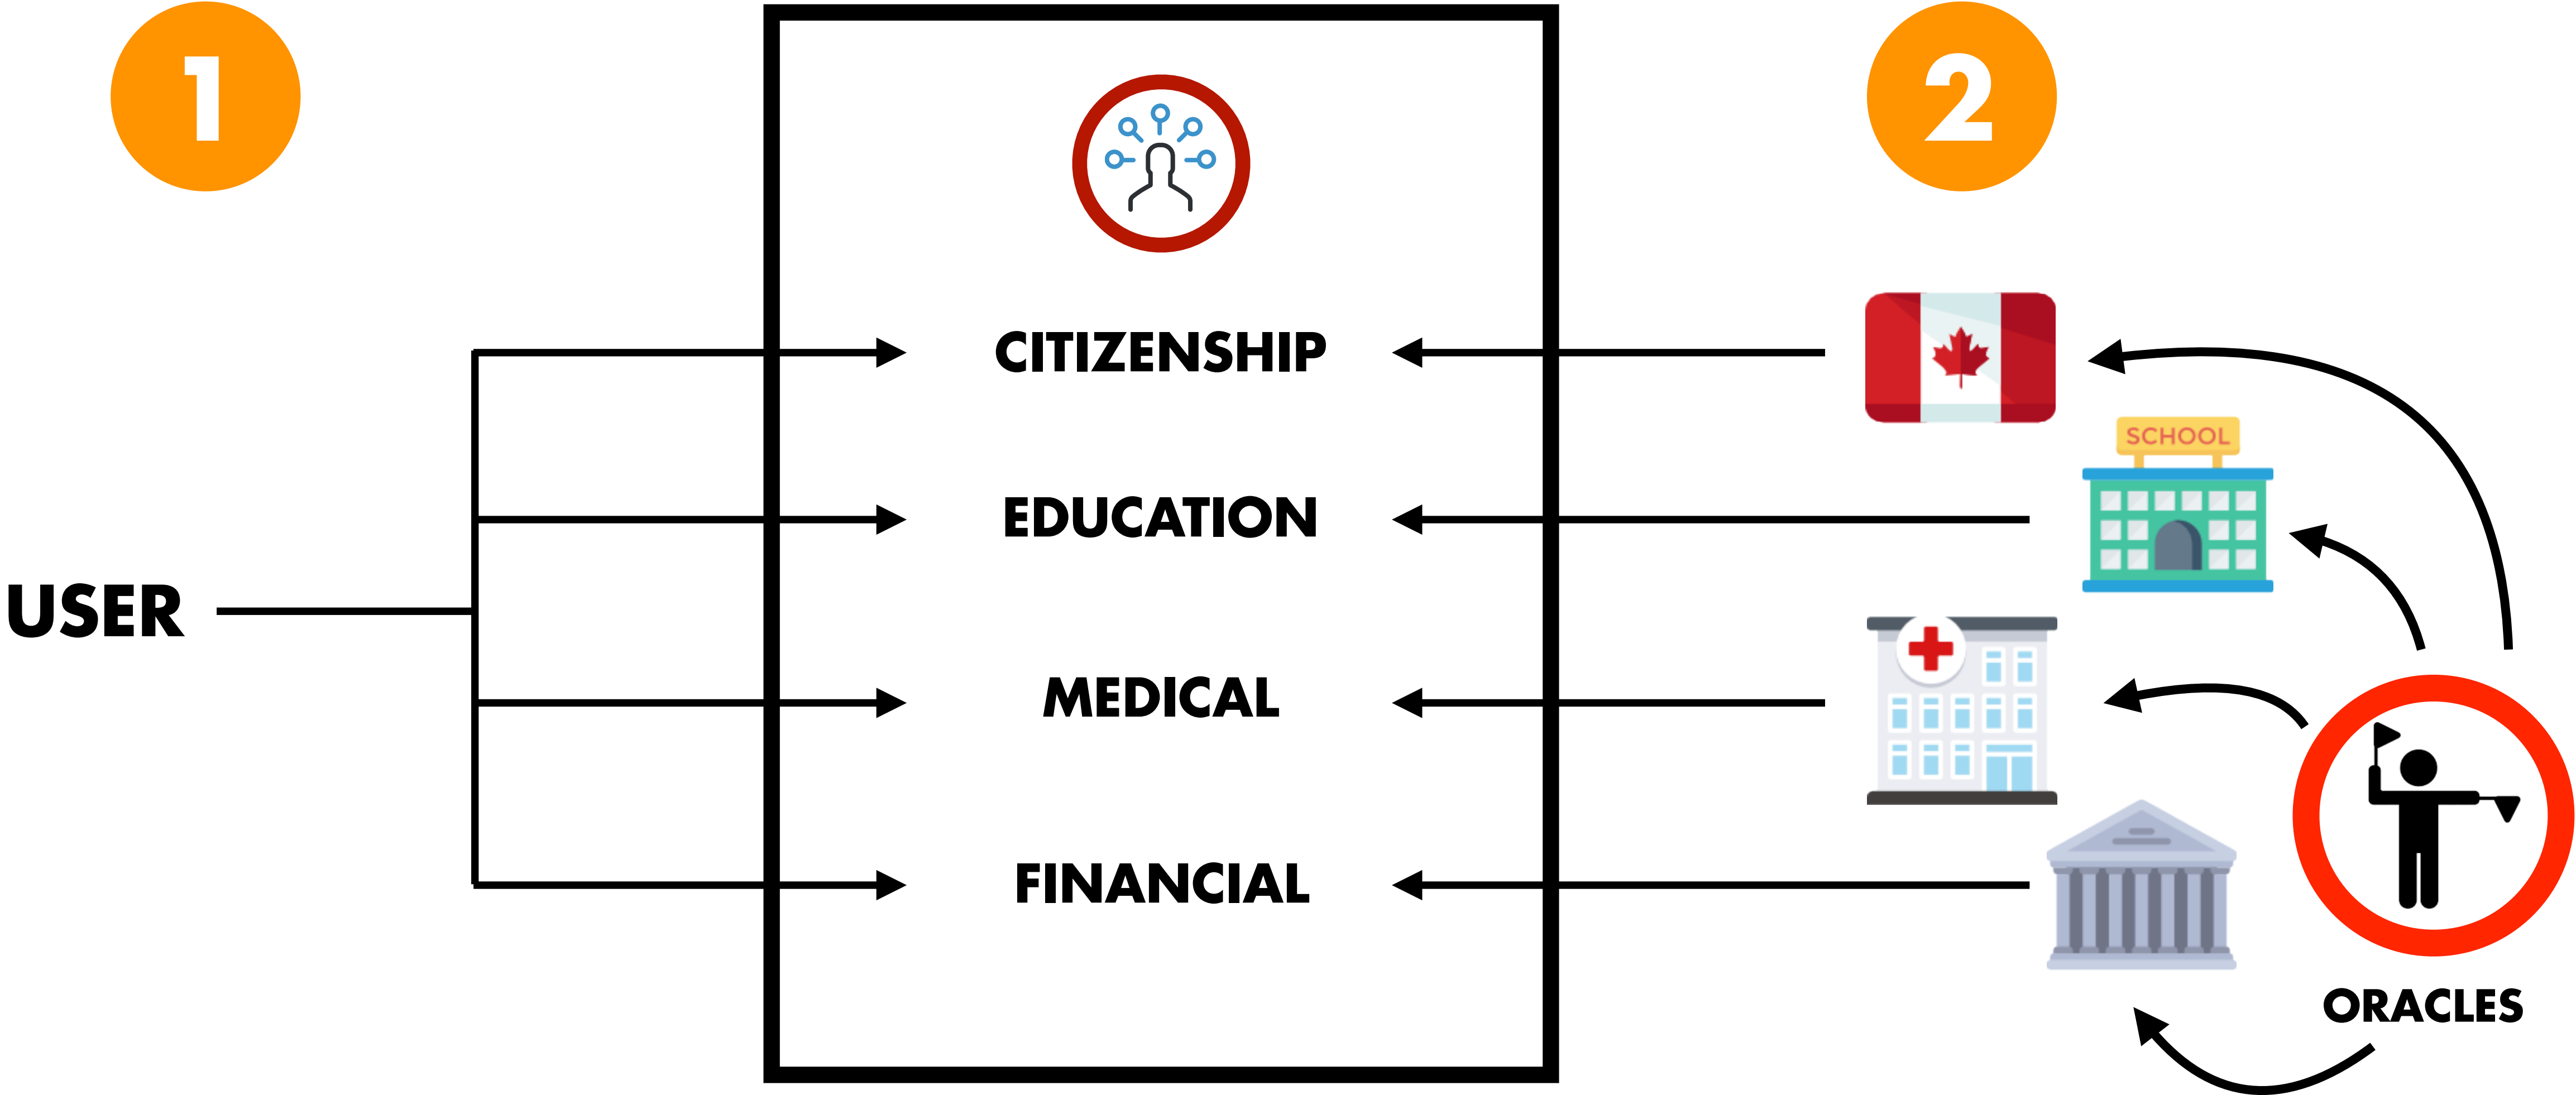 1
2
CITIZENSHIP
SCHOOL
EDUCATION
USER
MEDICAL
FINANCIAL
ORACLES